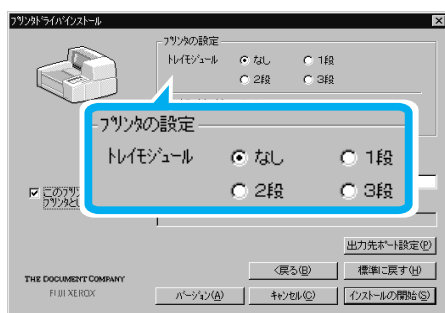 ﾌﾟﾘﾝﾀﾄﾞﾗｲﾊﾞｲﾝｽﾄｰﾙ
ﾌﾟﾘﾝﾀの設定
ﾄﾚｲﾓｼﾞｭｰﾙ なし 1段
2段 3段
ﾌﾟﾘﾝﾀの設定
ﾄﾚｲﾓｼﾞｭｰﾙ なし 1段
2段 3段
出力先ﾎﾟｰﾄ設定(P)
<戻る(B) 標準に戻す(H)
THE DOCUMENT COMPANY
FUJI XEROX
ﾊﾞｰｼﾞｮﾝ(A) ｷｬﾝｾﾙ(C) ｲﾝｽﾄｰﾙの開始(S)